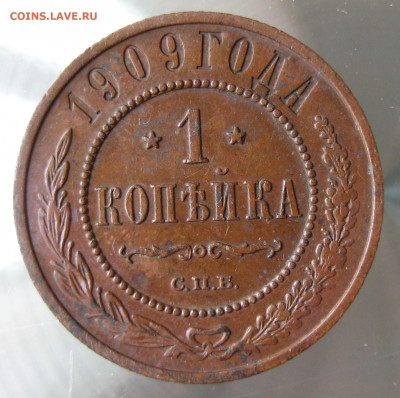 COINS.LAVE.RU
1909 ГОДА
* 1 *
КОПѢЙКА
С.П.Б.